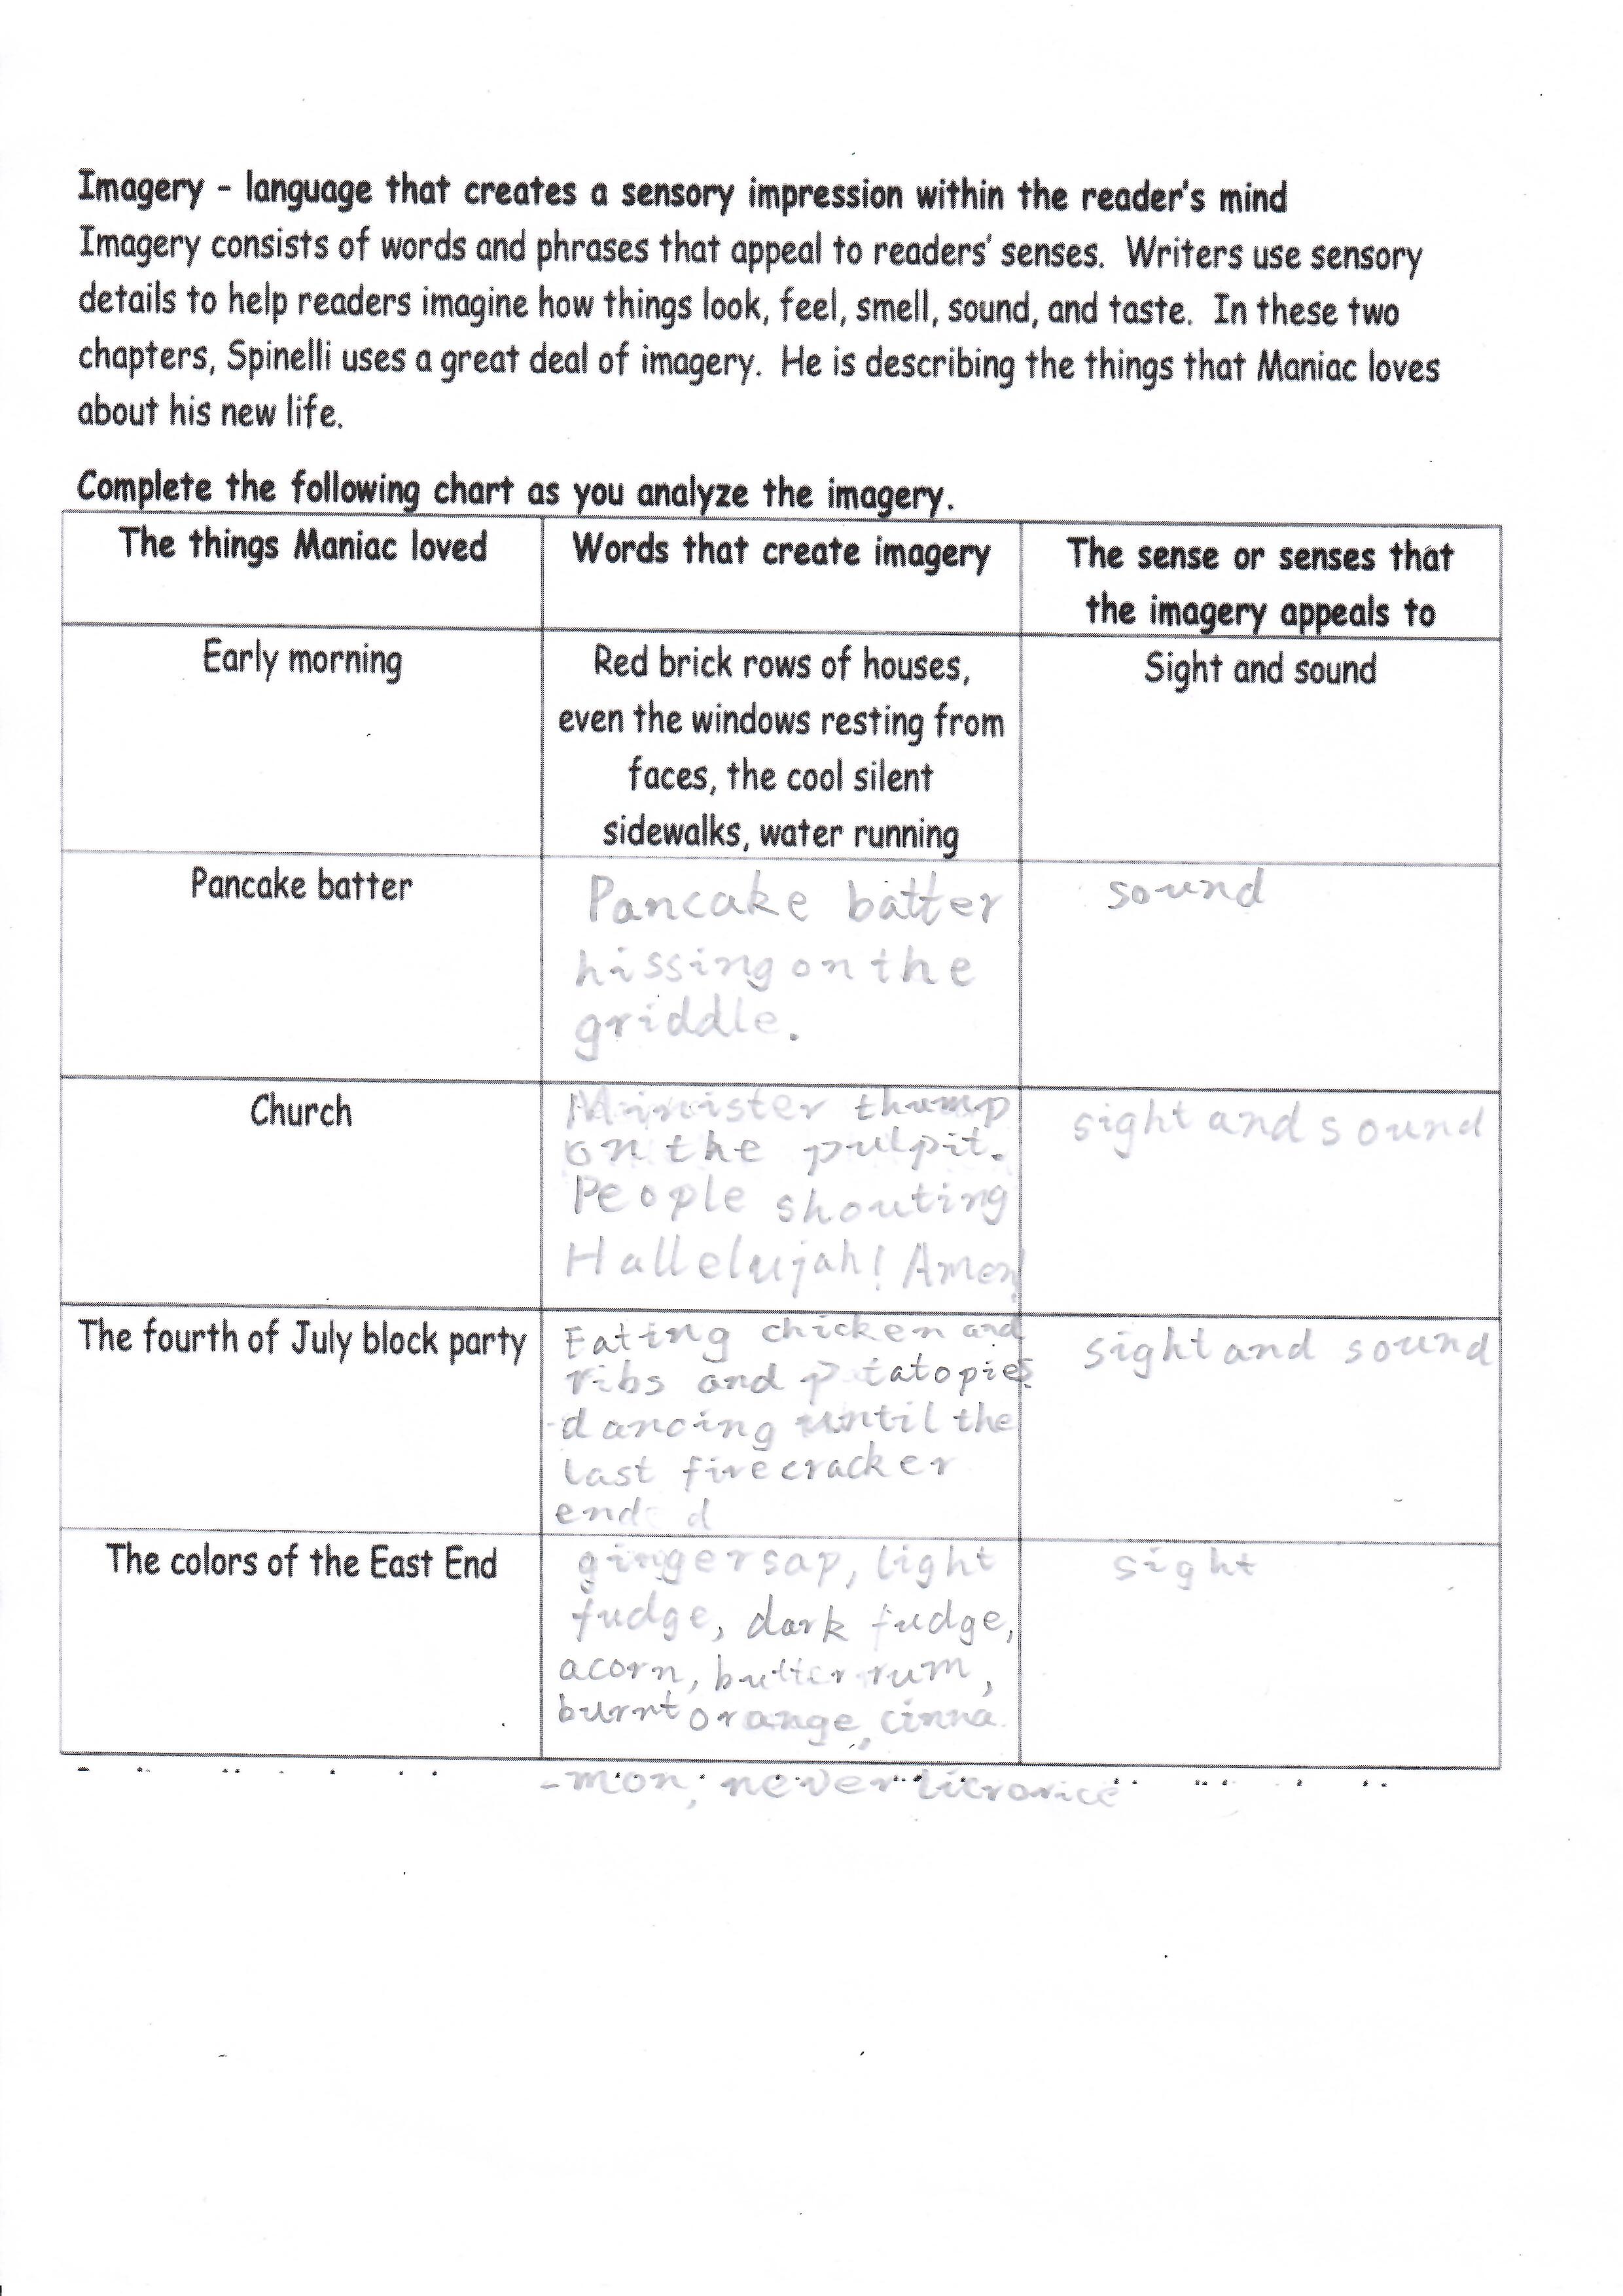 Imagery - language that creates a sensory impression within the reader's mind
Imagery consists of words and phrases that appeal to readers' senses. Writers use sensory
details to help readers imagine how things look, feel, smell, sound, and taste. In these two
chapters, Spinelli uses a great deal of imagery. He is describing the things that Maniac loves
about his new life.
Complete the following chart as you analyze the imagery.
The things Maniac loved
Words that create imagery
The sense or senses that
the imagery appeals to
Early morning
Red brick rows of houses,
even the windows resting from
faces, the cool silent
sidewalks, water running
Sight and sound
Pancake batter
Pancake batter
hissing on the
griddle.
sound
Church
Minister thump
on the pulpit.
People shouting
Hallelujah! Amen!
sight and sound
The fourth of July block party
Eating chicken and
ribs and potatopies.
-dancing until the
last firecracker
ended
sight and sound
The colors of the East End
gingersap, light
fudge, dark fudge,
acorn, butter rum,
burnt orange, cinna
-mon, never licrorice
sight